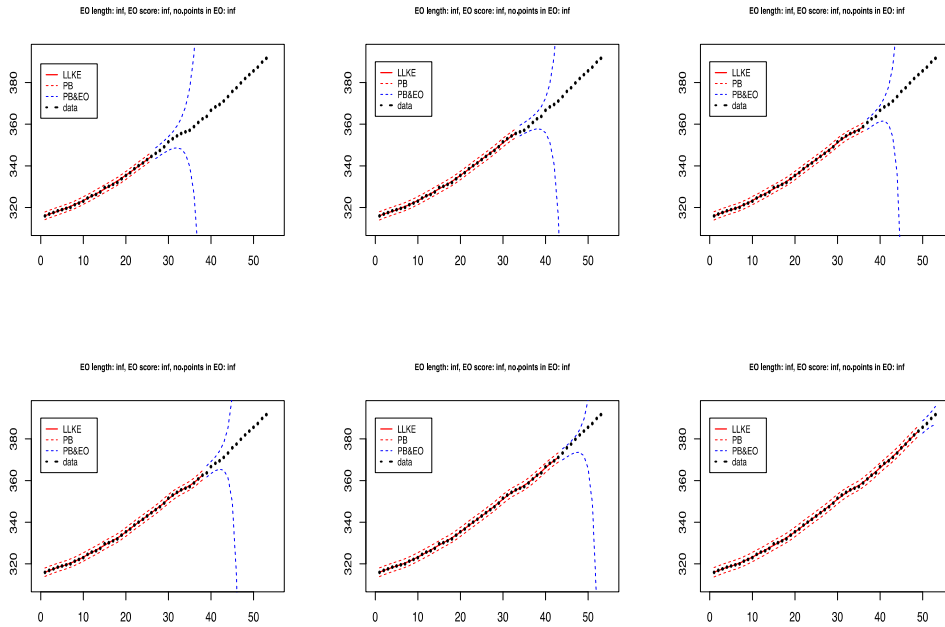 EO length: inf, EO score: inf, no.points in EO: inf
EO length: inf, EO score: inf, no.points in EO: inf
EO length: inf, EO score: inf, no.points in EO: inf
380
360
340
320
LLKE
PB
PB&EO
data
0 10 20 30 40 50
380
360
340
320
LLKE
PB
PB&EO
data
0 10 20 30 40 50
380
360
340
320
LLKE
PB
PB&EO
data
0 10 20 30 40 50
EO length: inf, EO score: inf, no.points in EO: inf
EO length: inf, EO score: inf, no.points in EO: inf
EO length: inf, EO score: inf, no.points in EO: inf
380
360
340
320
LLKE
PB
PB&EO
data
0 10 20 30 40 50
380
360
340
320
LLKE
PB
PB&EO
data
0 10 20 30 40 50
380
360
340
320
LLKE
PB
PB&EO
data
0 10 20 30 40 50